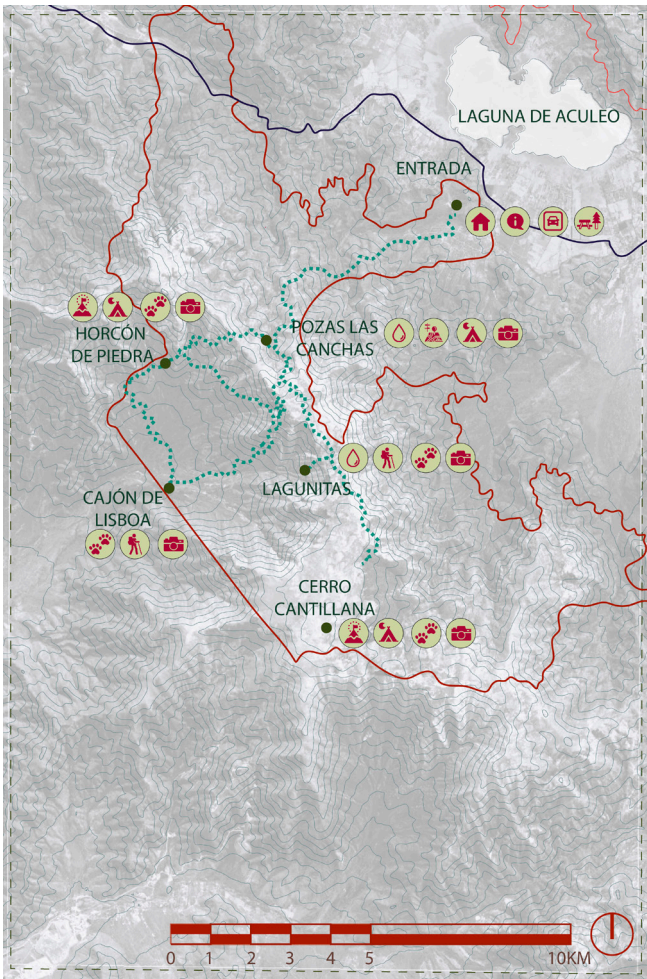 LAGUNA DE ACULEO
ENTRADA
HORCÓN
DE PIEDRA
POZAS LAS
CANCHAS
CAJÓN DE
LISBOA
LAGUNITAS
CERRO
CANTILLANA
0 1 2 3 4 5 10KM